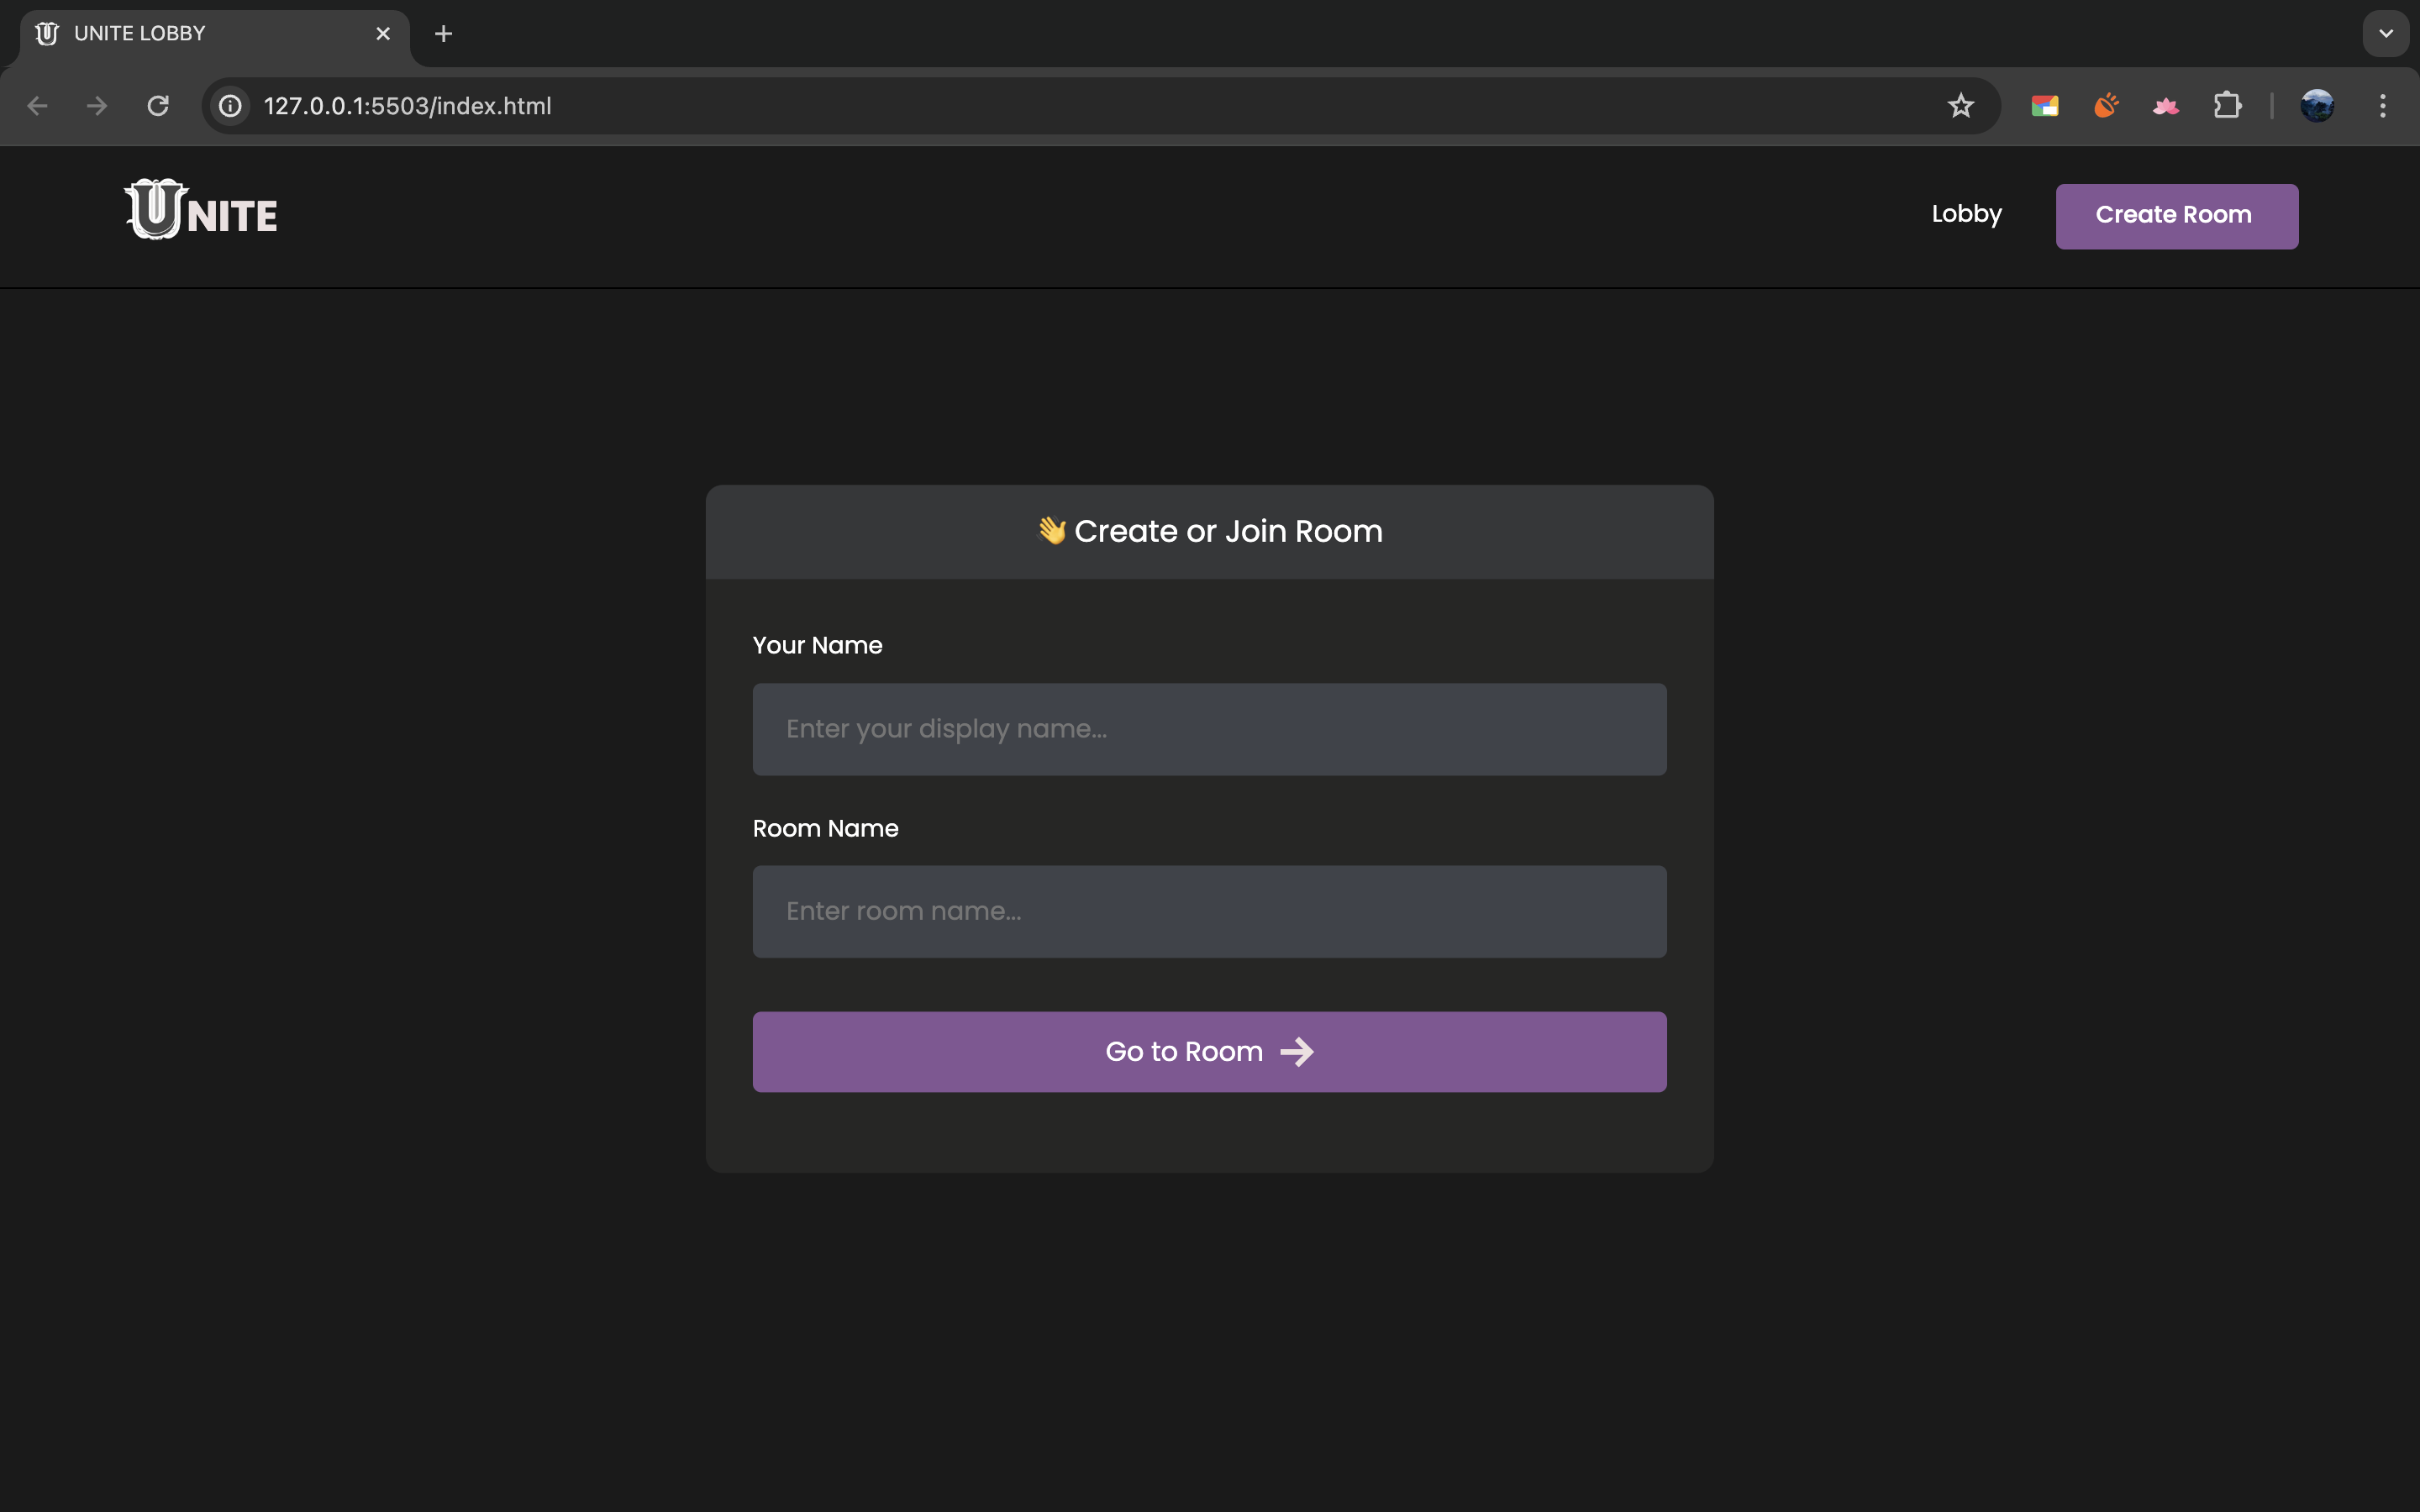 UNITE LOBBY
127.0.0.1:5503/index.html
UNITE
Lobby
Create Room
👋 Create or Join Room
Your Name
Enter your display name...
Room Name
Enter room name...
Go to Room